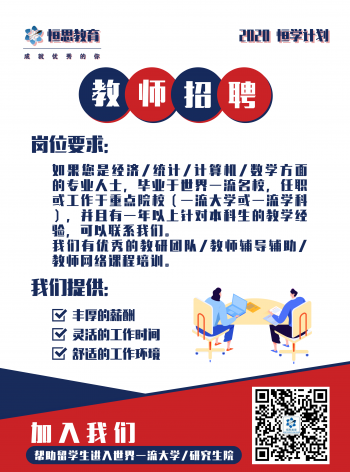 恒思教育
成就优秀的你
2020 恒学计划
教师招聘
岗位要求:
如果您是经济/统计/计算机/数学方面
的专业人士，毕业于世界一流名校，任职
或工作于重点院校（一流大学或一流学科
），并且有一年以上针对本科生的教学经
验，可以联系我们。
我们有优秀的教研团队/教师辅导辅助/
教师网络课程培训。
我们提供:
丰厚的薪酬
灵活的工作时间
舒适的工作环境
加入我们
帮助留学生进入世界一流大学/研究生院